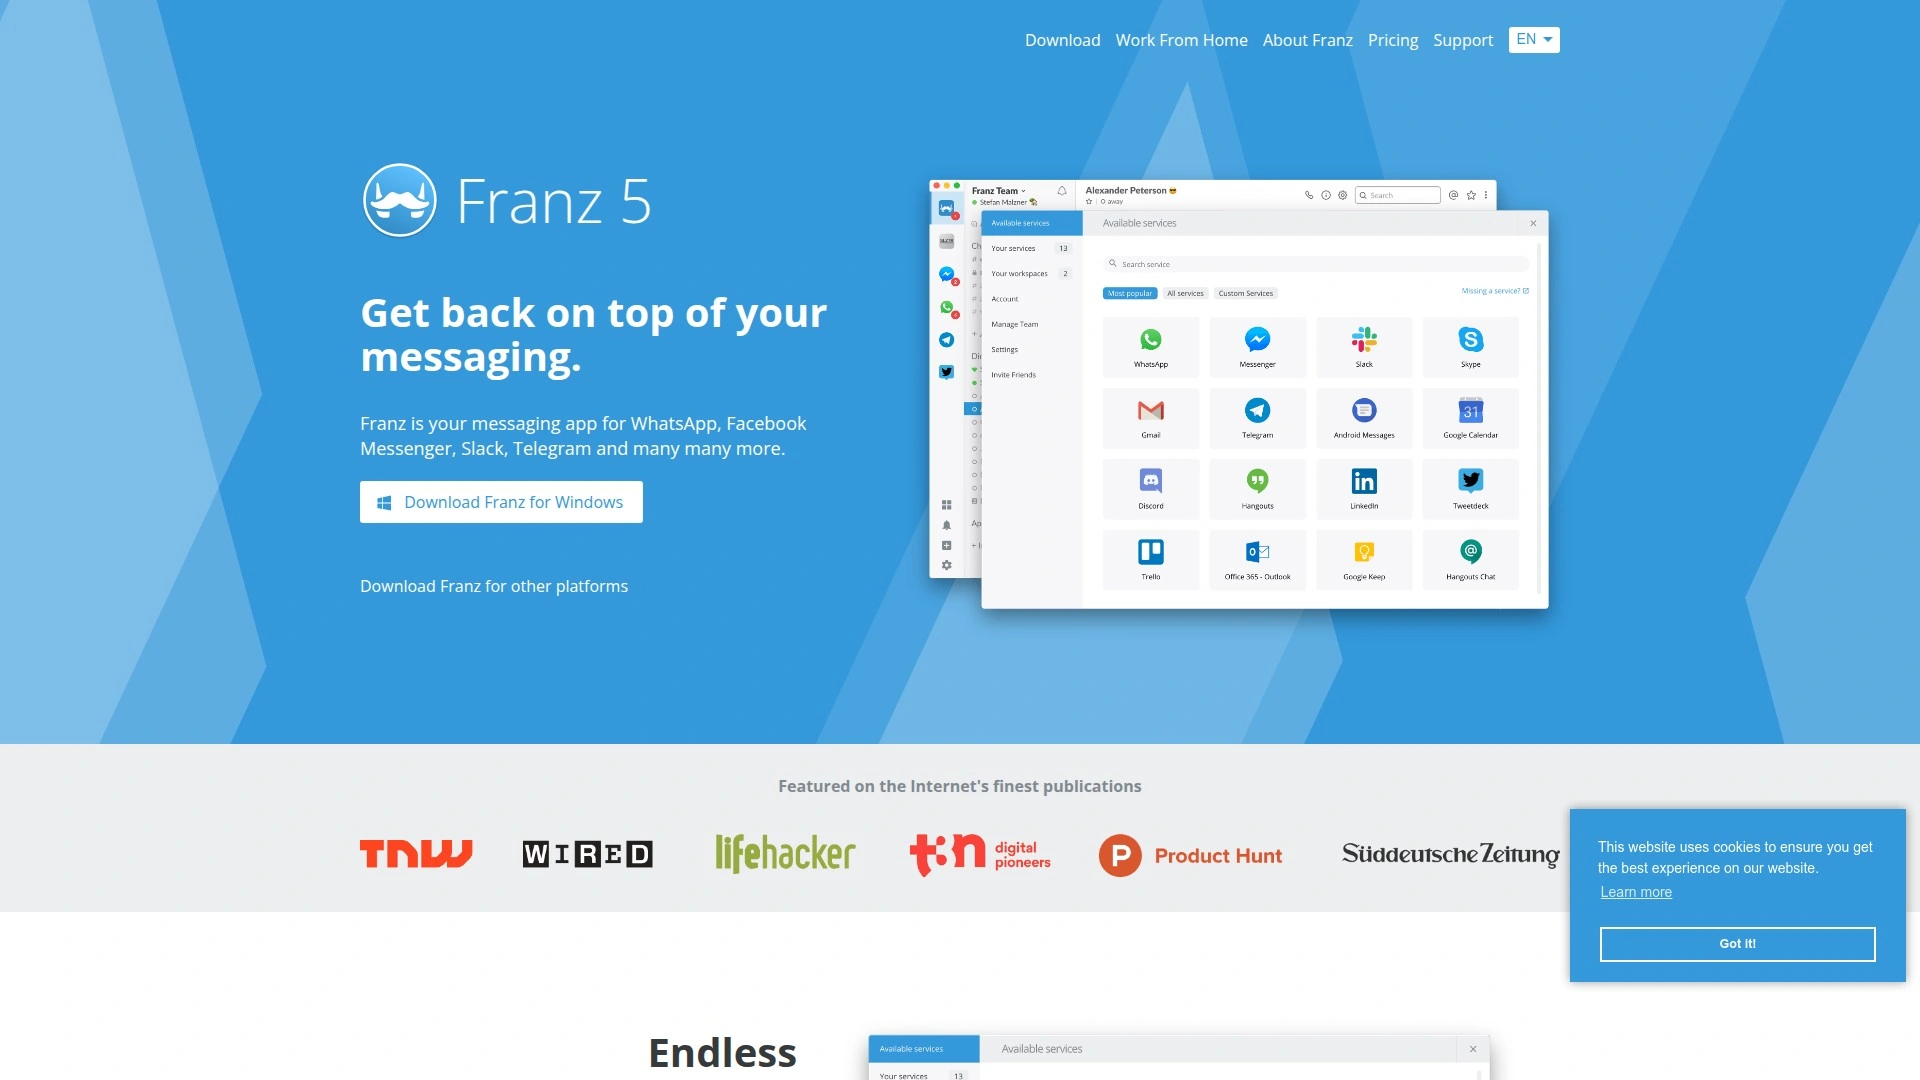 Download Work From Home About Franz Pricing Support EN
Franz 5
Get back on top of your
messaging.
Franz is your messaging app for WhatsApp, Facebook
Messenger, Slack, Telegram and many many more.
Download Franz for Windows
Download Franz for other platforms
Franz Team
Stefan Malzner
Alexander Peterson
0 away
Search
Available services
Your services 13
Your workspaces 2
Account
Manage Team
Settings
Invite Friends
Available services
Search service
Most popular All services Custom Services
Missing a service?
WhatsApp Messenger Slack Skype
Gmail Telegram Android Messages Google Calendar
31
Discord Hangouts LinkedIn Tweetdeck
Trello Office 365 - Outlook Google Keep Hangouts Chat
Featured on the Internet's finest publications
TNW WIRED lifehacker t3n digital pioneers Product Hunt Süddeutsche Zeitung
This website uses cookies to ensure you get
the best experience on our website.
Learn more
Got it!
Endless
Available services
Available services
Your services 13